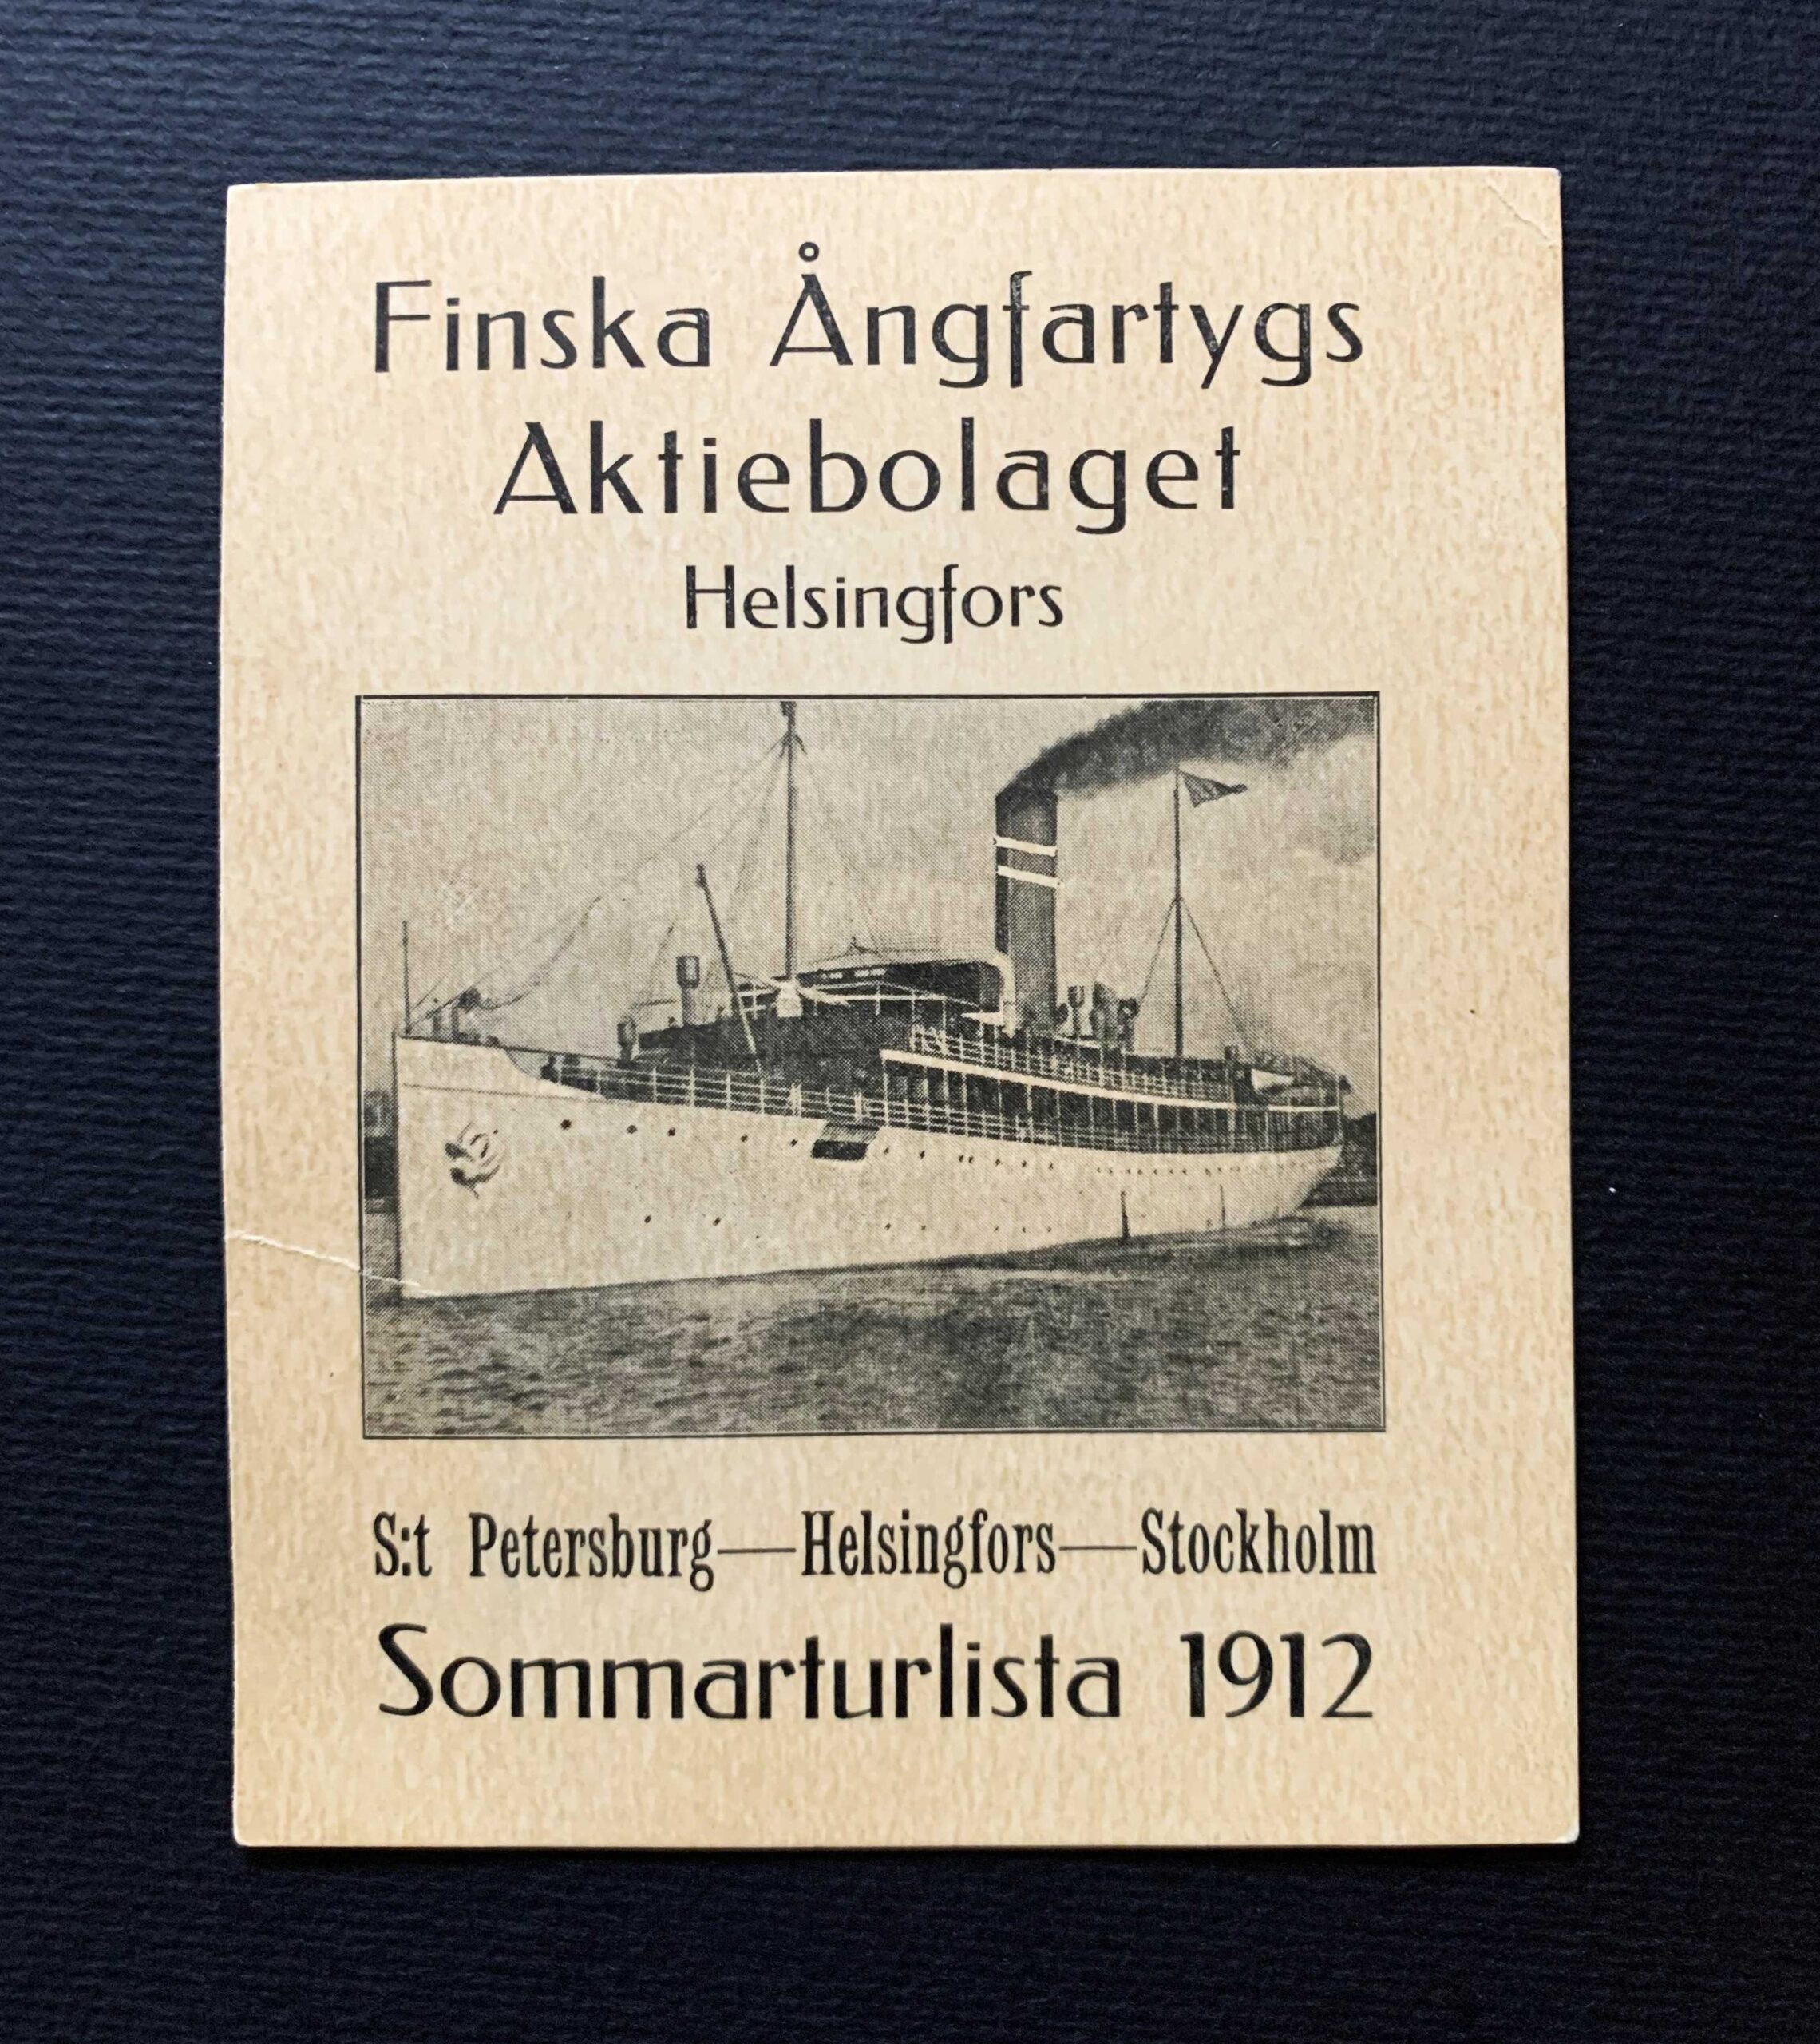 Finska Ångfartygs
Aktiebolaget
Helsingfors
S:t Petersburg—Helsingfors—Stockholm
Sommarturlista 1912